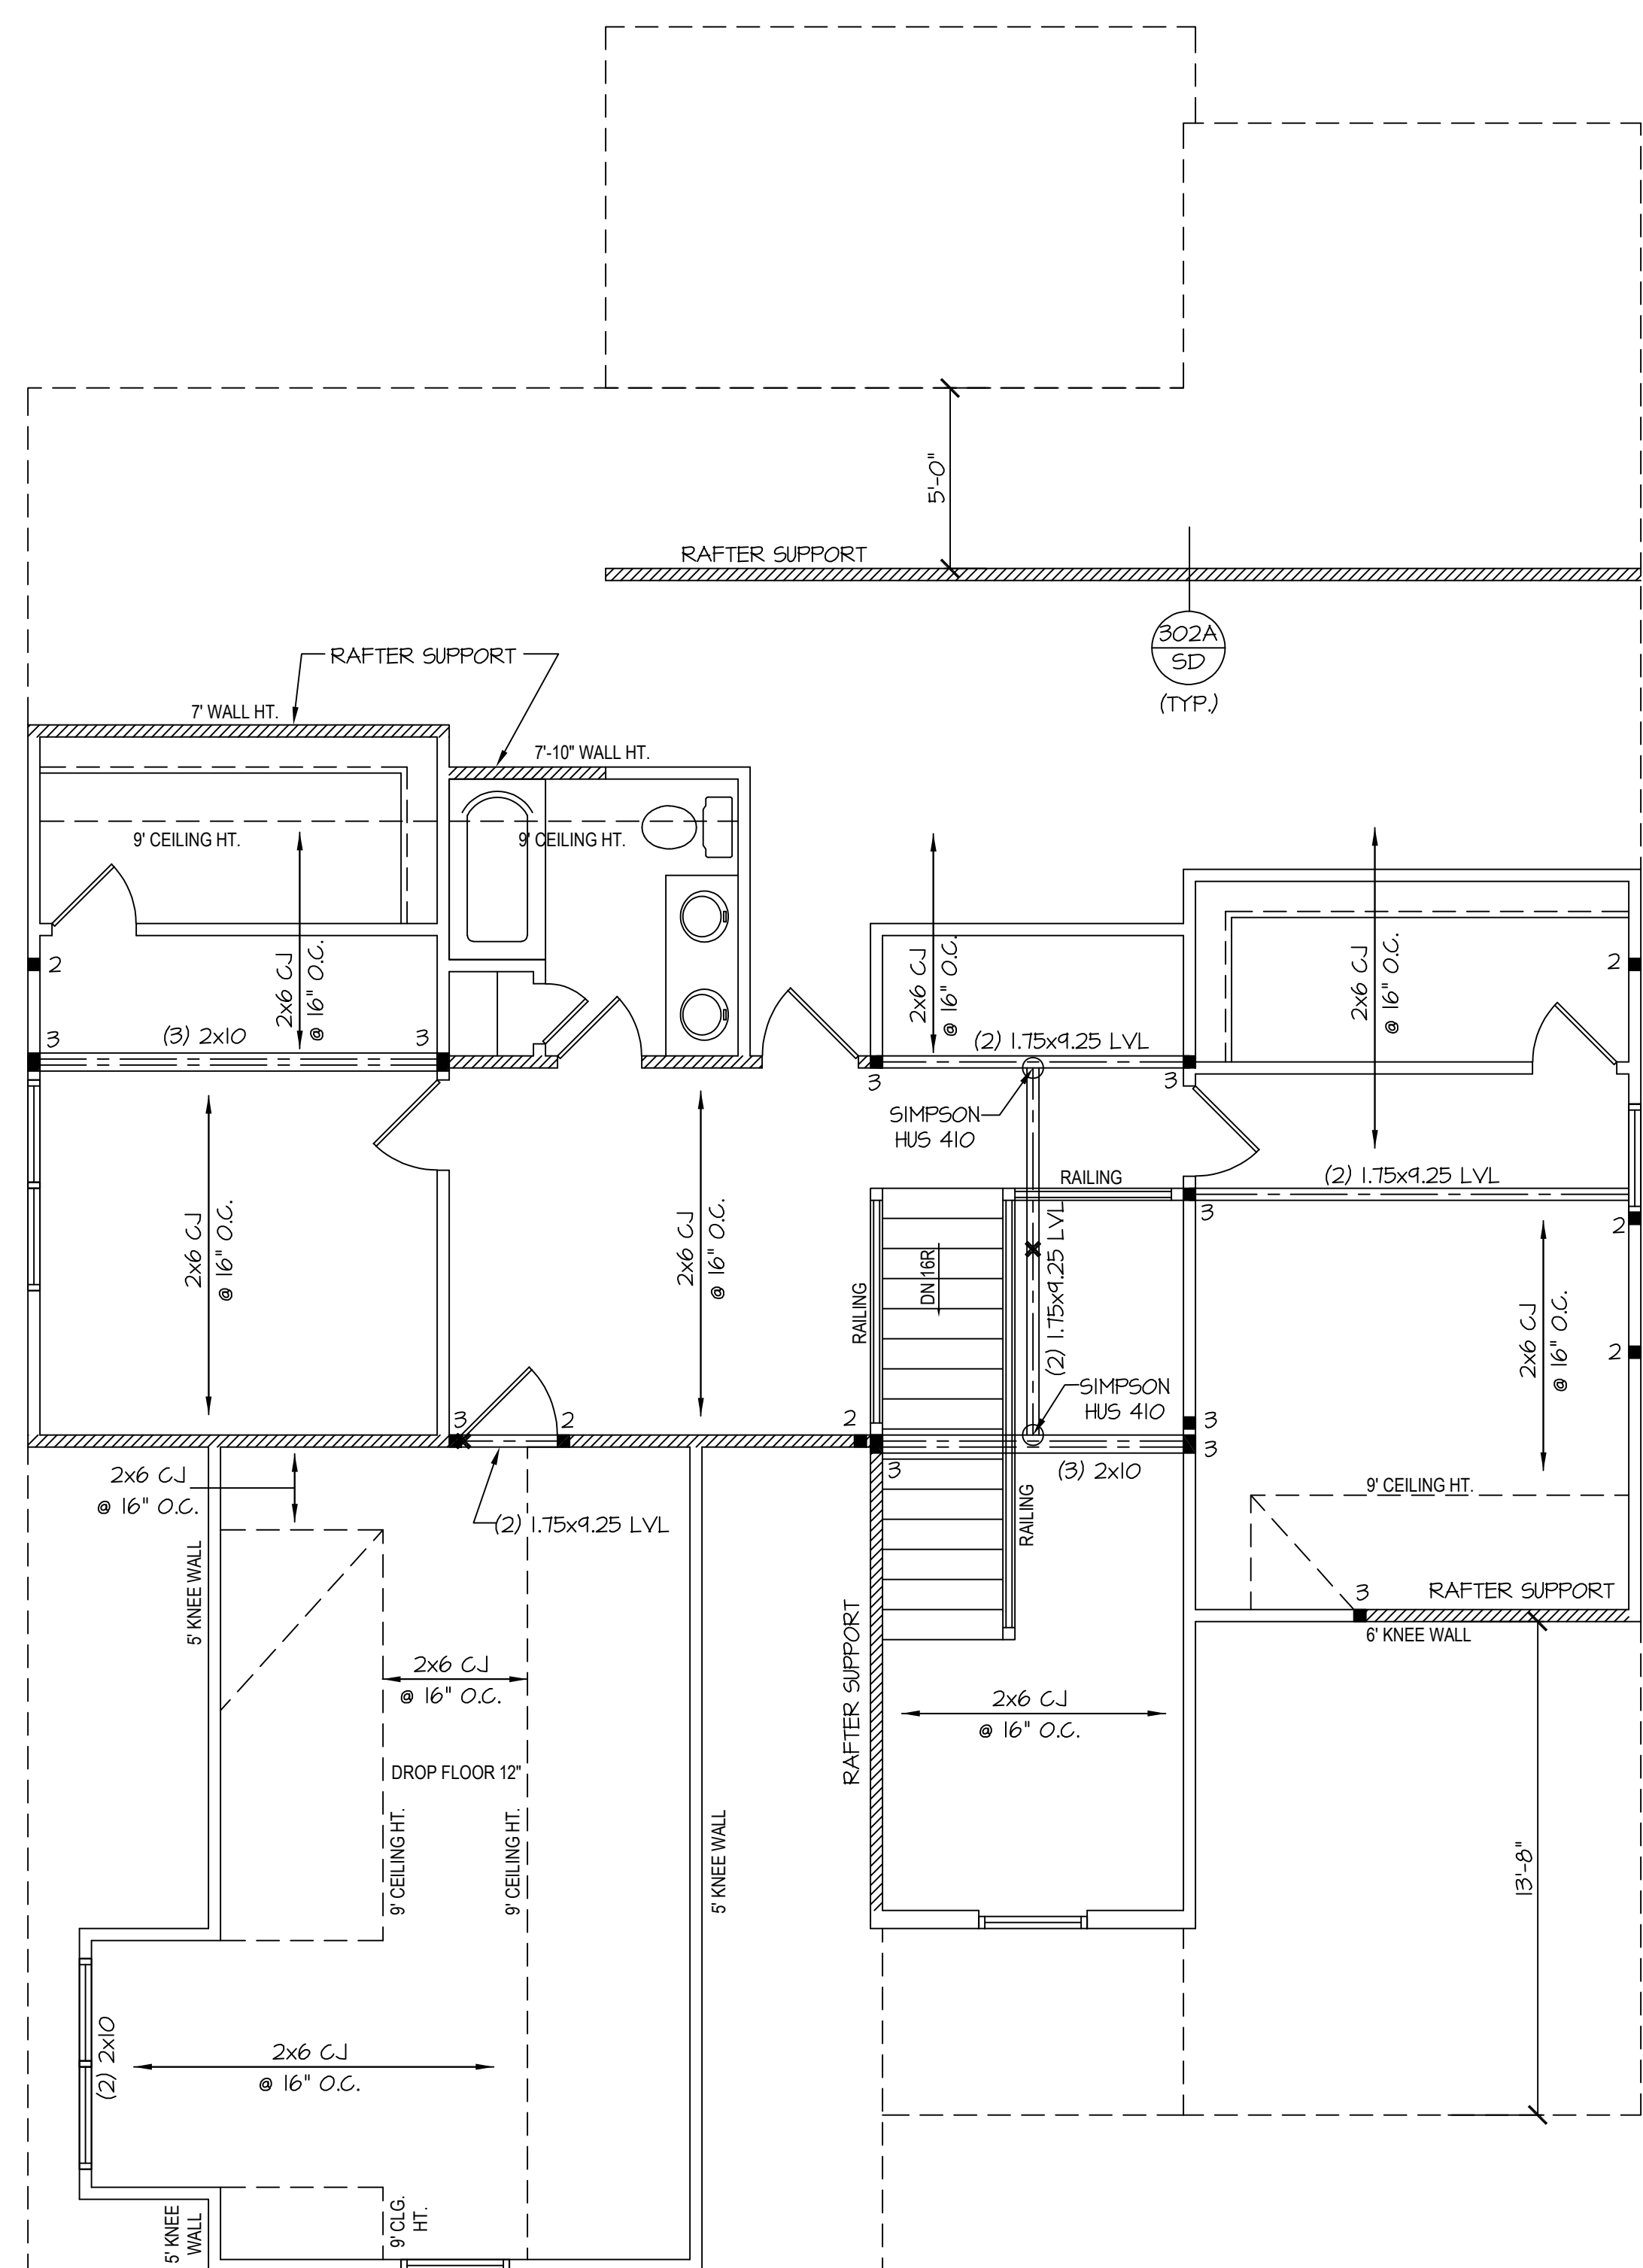 5'-0"
RAFTER SUPPORT
302A
SD
(TYP.)
RAFTER SUPPORT
7' WALL HT.
7'-10" WALL HT.
9' CEILING HT.
9' CEILING HT.
2x6 CJ
@ 16" O.C.
2
3
(3) 2x10
3
2x6 CJ
@ 16" O.C.
(2) 1.75x9.25 LVL
3
3
2x6 CJ
@ 16" O.C.
2
SIMPSON
HUS 410
RAILING
(2) 1.75x9.25 LVL
3
2
2x6 CJ
@ 16" O.C.
2x6 CJ
@ 16" O.C.
RAILING
DN 16R
(2) 1.75x9.25 LVL
2x6 CJ
@ 16" O.C.
2
SIMPSON
HUS 410
3
2
2
3
3
3
(3) 2x10
2x6 CJ
@ 16" O.C.
(2) 1.75x9.25 LVL
RAILING
9' CEILING HT.
5' KNEE WALL
RAFTER SUPPORT
3
RAFTER SUPPORT
6' KNEE WALL
2x6 CJ
@ 16" O.C.
2x6 CJ
@ 16" O.C.
DROP FLOOR 12"
9' CEILING HT.
9' CEILING HT.
5' KNEE WALL
13'-8"
(2) 2x10
2x6 CJ
@ 16" O.C.
5' KNEE
WALL
9' CLG.
HT.